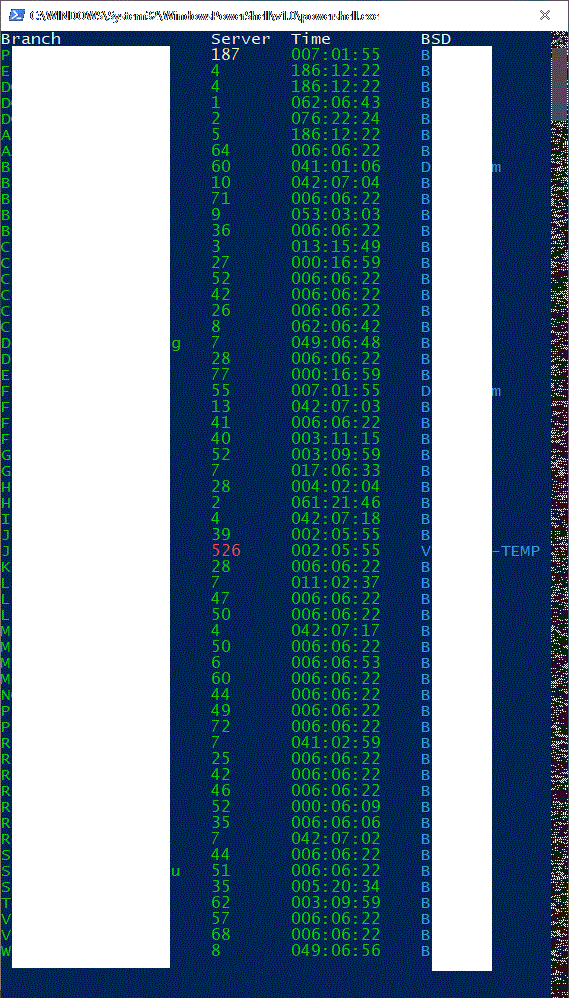 C:\WINDOWS\System32\WindowsPowerShell\v1.0\powershell.exe
Branch Server Time BSD
P 187 007:01:55 B
E 4 186:12:22 B
D 4 186:12:22 B
D 1 062:06:43 B
D 2 076:22:24 B
A 5 186:12:22 B
A 64 006:06:22 B
B 60 041:01:06 D m
B 10 042:07:04 B
B 71 006:06:22 B
B 9 053:03:03 B
B 36 006:06:22 B
C 3 013:15:49 B
C 27 000:16:59 B
C 52 006:06:22 B
C 42 006:06:22 B
C 26 006:06:22 B
C 8 062:06:42 B
D g 7 049:06:48 B
D 28 006:06:22 B
E 77 000:16:59 B
F 55 007:01:55 D m
F 13 042:07:03 B
F 41 006:06:22 B
F 40 003:11:15 B
G 52 003:09:59 B
G 7 017:06:33 B
H 28 004:02:04 B
H 2 061:21:46 B
I 4 042:07:18 B
J 39 002:05:55 B
J 526 002:05:55 V -TEMP
K 28 006:06:22 B
L 7 011:02:37 B
L 47 006:06:22 B
L 50 006:06:22 B
M 4 042:07:17 B
M 50 006:06:22 B
M 6 006:06:53 B
M 60 006:06:22 B
N 44 006:06:22 B
P 49 006:06:22 B
P 72 006:06:22 B
R 7 041:02:59 B
R 25 006:06:22 B
R 42 006:06:22 B
R 46 006:06:22 B
R 52 000:06:09 B
R 35 006:06:06 B
R 7 042:07:02 B
S 44 006:06:22 B
S u 51 006:06:22 B
S 35 005:20:34 B
T 62 003:09:59 B
V 57 006:06:22 B
V 68 006:06:22 B
W 8 049:06:56 B